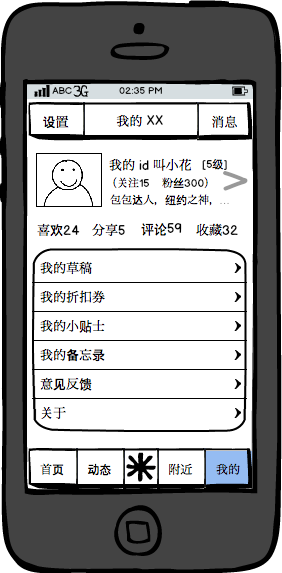 ABC 3G 02:35 PM
设置 我的 XX 消息
我的 id 叫小花 [5级]
(关注15 粉丝300)
包包达人，纽约之神，...
喜欢24 分享5 评论59 收藏32
我的草稿
我的折扣券
我的小贴士
我的备忘录
意见反馈
关于
首页 动态 附近 我的